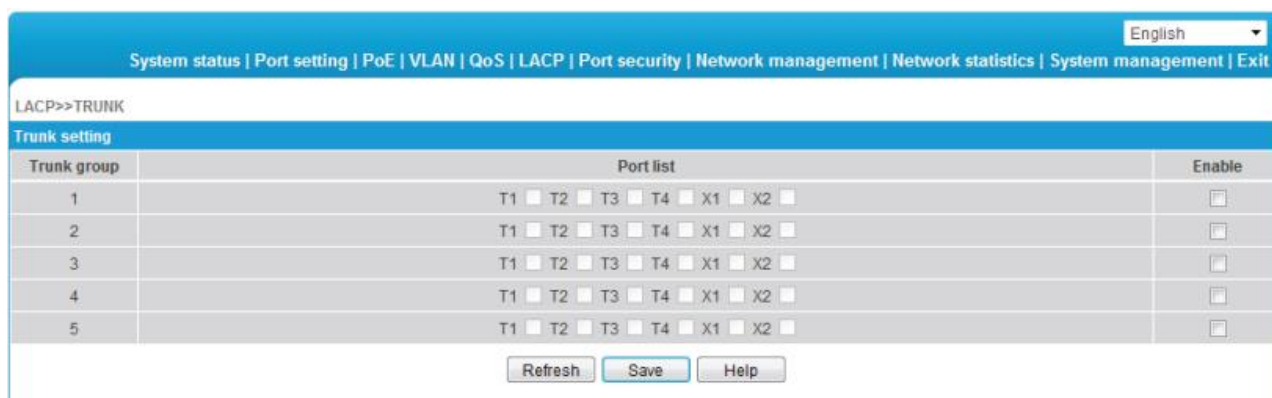 English
System status | Port setting | PoE | VLAN | QoS | LACP | Port security | Network management | Network statistics | System management | Exit
LACP>>TRUNK
Trunk setting
Trunk group Port list Enable
1 T1 T2 T3 T4 X1 X2
2 T1 T2 T3 T4 X1 X2
3 T1 T2 T3 T4 X1 X2
4 T1 T2 T3 T4 X1 X2
5 T1 T2 T3 T4 X1 X2
Refresh Save Help